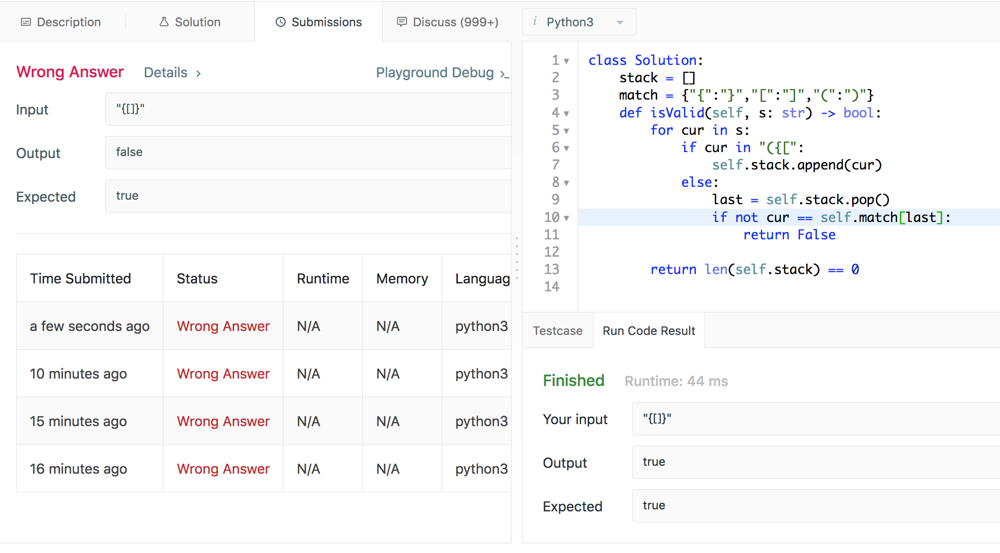 Description
Solution
Submissions
Discuss (999+)
Wrong Answer
Details
Playground Debug
Input
"{[]}"
Output
false
Expected
true
Time Submitted Status Runtime Memory Languag
a few seconds ago Wrong Answer N/A N/A python3
10 minutes ago Wrong Answer N/A N/A python3
15 minutes ago Wrong Answer N/A N/A python3
16 minutes ago Wrong Answer N/A N/A python3
i Python3
1 class Solution:
2     stack = []
3     match = {"{":"}","[":"]","(":")"}
4     def isValid(self, s: str) -> bool:
5         for cur in s:
6             if cur in "({[":
7                 self.stack.append(cur)
8             else:
9                 last = self.stack.pop()
10                 if not cur == self.match[last]:
11                     return False
12
13         return len(self.stack) == 0
14
Testcase
Run Code Result
Finished
Runtime: 44 ms
Your input
"{[]}"
Output
true
Expected
true